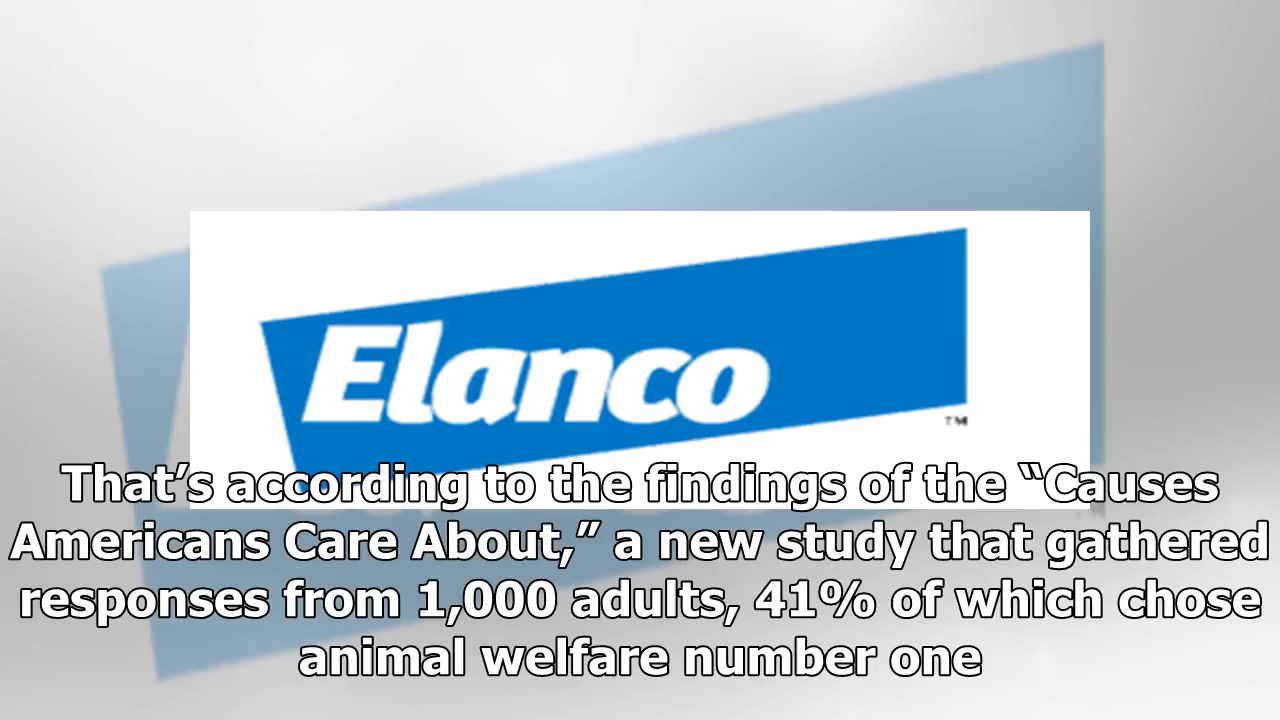 Elanco
TM
That’s according to the findings of the “Causes
Americans Care About,” a new study that gathered
responses from 1,000 adults, 41% of which chose
animal welfare number one